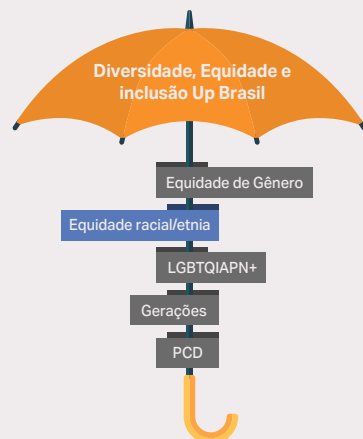 Diversidade, Equidade e
inclusão Up Brasil
Equidade de Gênero
Equidade racial/etnia
LGBTQIAPN+
Gerações
PCD